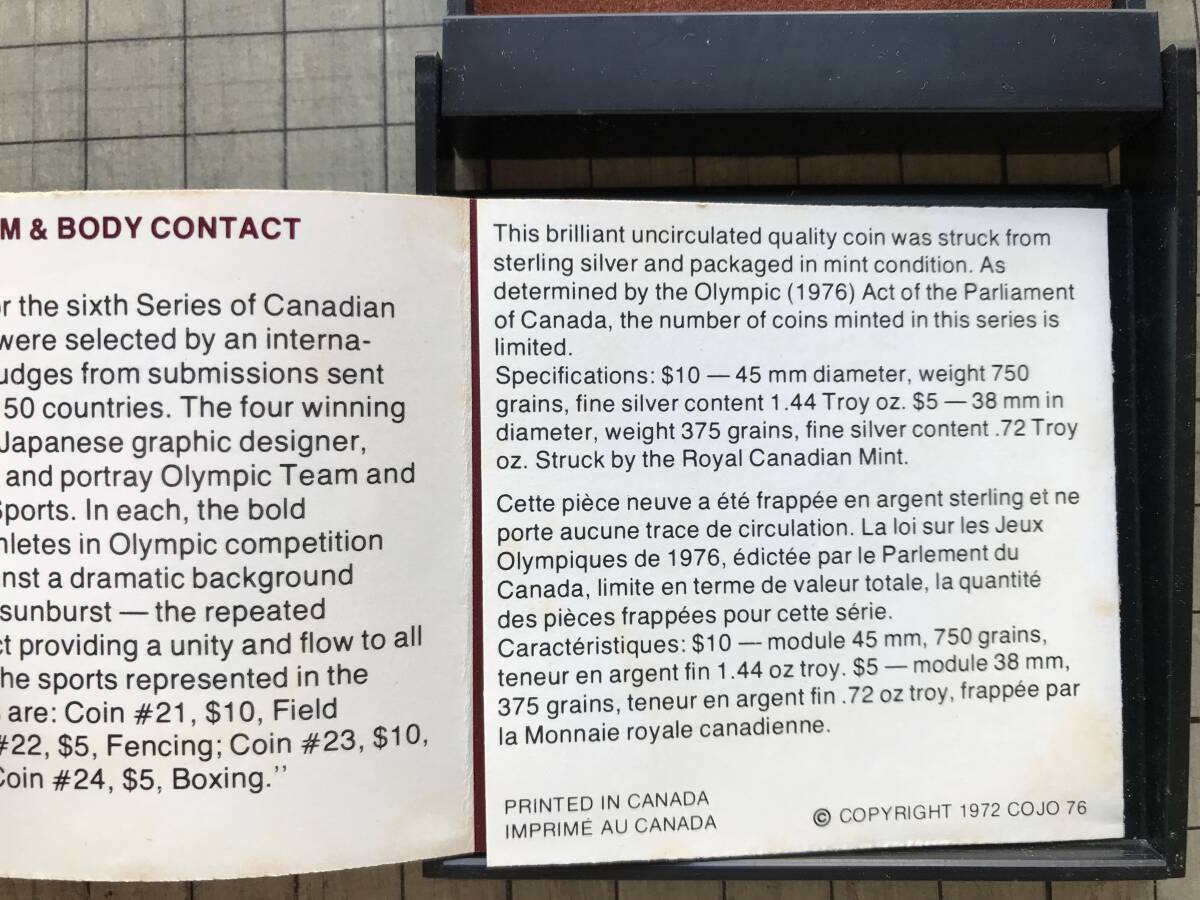 M & BODY CONTACT
r the sixth Series of Canadian
were selected by an interna-
udges from submissions sent
50 countries. The four winning
Japanese graphic designer,
and portray Olympic Team and
Sports. In each, the bold
hletes in Olympic competition
inst a dramatic background
sunburst — the repeated
ct providing a unity and flow to all
he sports represented in the
are: Coin #21, $10, Field
#22, $5, Fencing; Coin #23, $10,
Coin #24, $5, Boxing.”
This brilliant uncirculated quality coin was struck from
sterling silver and packaged in mint condition. As
determined by the Olympic (1976) Act of the Parliament
of Canada, the number of coins minted in this series is
limited.
Specifications: $10 — 45 mm diameter, weight 750
grains, fine silver content 1.44 Troy oz. $5 — 38 mm in
diameter, weight 375 grains, fine silver content .72 Troy
oz. Struck by the Royal Canadian Mint.
Cette pièce neuve a été frappée en argent sterling et ne
porte aucune trace de circulation. La loi sur les Jeux
Olympiques de 1976, édictée par le Parlement du
Canada, limite en terme de valeur totale, la quantité
des pièces frappées pour cette série.
Caractéristiques: $10 — module 45 mm, 750 grains,
teneur en argent fin 1.44 oz troy. $5 — module 38 mm,
375 grains, teneur en argent fin .72 oz troy, frappée par
la Monnaie royale canadienne.
PRINTED IN CANADA
IMPRIMÉ AU CANADA
© COPYRIGHT 1972 COJO 76